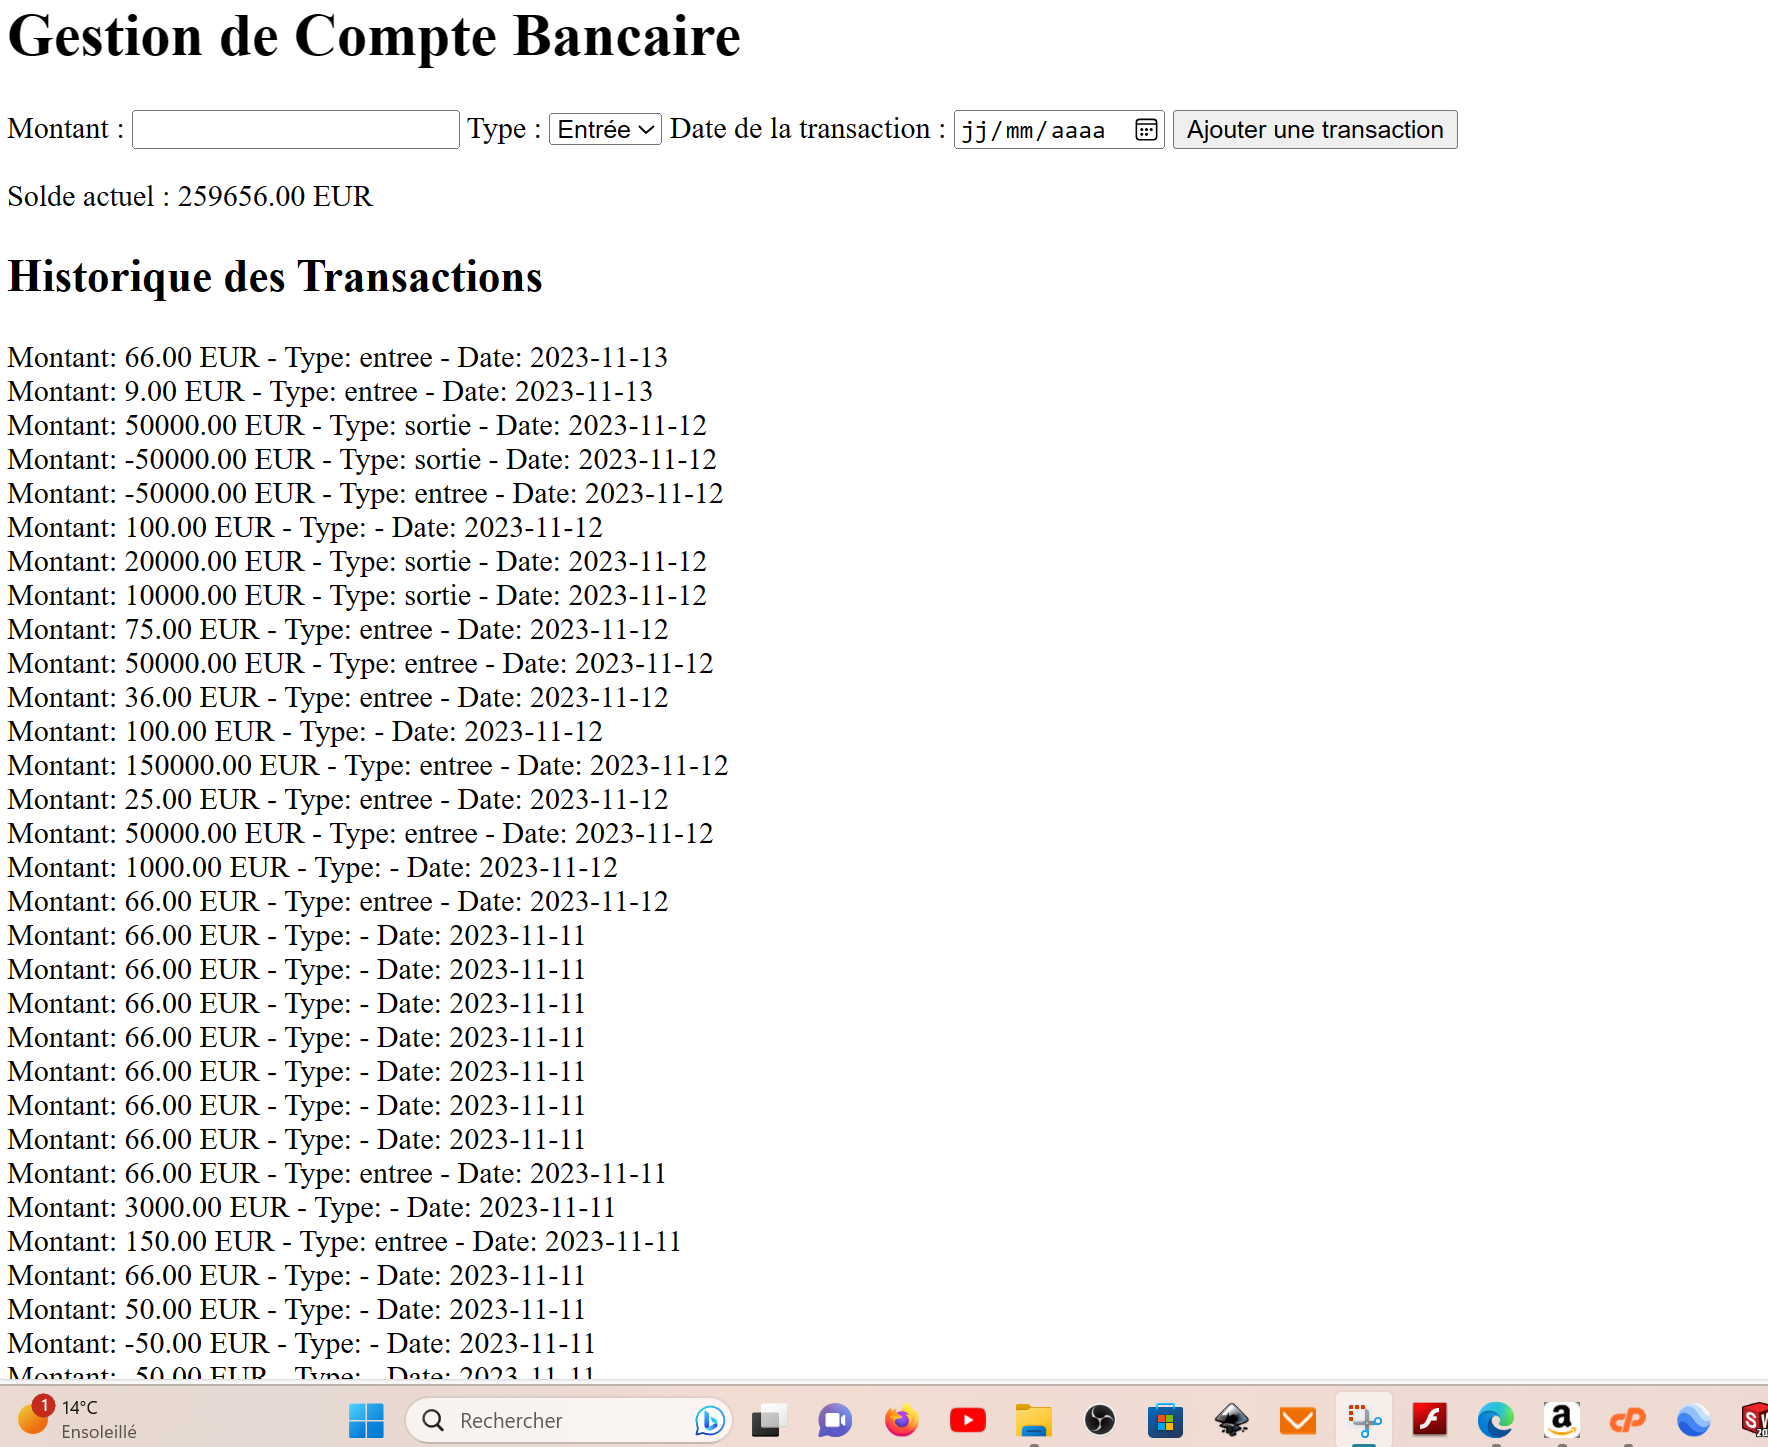 Gestion de Compte Bancaire
Montant : Type : Entrée Date de la transaction : jj/mm/aaaa Ajouter une transaction
Solde actuel : 259656.00 EUR
Historique des Transactions
Montant: 66.00 EUR - Type: entree - Date: 2023-11-13
Montant: 9.00 EUR - Type: entree - Date: 2023-11-13
Montant: 50000.00 EUR - Type: sortie - Date: 2023-11-12
Montant: -50000.00 EUR - Type: sortie - Date: 2023-11-12
Montant: -50000.00 EUR - Type: entree - Date: 2023-11-12
Montant: 100.00 EUR - Type: - Date: 2023-11-12
Montant: 20000.00 EUR - Type: sortie - Date: 2023-11-12
Montant: 10000.00 EUR - Type: sortie - Date: 2023-11-12
Montant: 75.00 EUR - Type: entree - Date: 2023-11-12
Montant: 50000.00 EUR - Type: entree - Date: 2023-11-12
Montant: 36.00 EUR - Type: entree - Date: 2023-11-12
Montant: 100.00 EUR - Type: - Date: 2023-11-12
Montant: 150000.00 EUR - Type: entree - Date: 2023-11-12
Montant: 25.00 EUR - Type: entree - Date: 2023-11-12
Montant: 50000.00 EUR - Type: entree - Date: 2023-11-12
Montant: 1000.00 EUR - Type: - Date: 2023-11-12
Montant: 66.00 EUR - Type: entree - Date: 2023-11-12
Montant: 66.00 EUR - Type: - Date: 2023-11-11
Montant: 66.00 EUR - Type: - Date: 2023-11-11
Montant: 66.00 EUR - Type: - Date: 2023-11-11
Montant: 66.00 EUR - Type: - Date: 2023-11-11
Montant: 66.00 EUR - Type: - Date: 2023-11-11
Montant: 66.00 EUR - Type: - Date: 2023-11-11
Montant: 66.00 EUR - Type: - Date: 2023-11-11
Montant: 66.00 EUR - Type: entree - Date: 2023-11-11
Montant: 3000.00 EUR - Type: - Date: 2023-11-11
Montant: 150.00 EUR - Type: entree - Date: 2023-11-11
Montant: 66.00 EUR - Type: - Date: 2023-11-11
Montant: 50.00 EUR - Type: - Date: 2023-11-11
Montant: -50.00 EUR - Type: - Date: 2023-11-11
Montant: -50.00 EUR - Type: - Date: 2023-11-11
1 14°C
Ensoleillé
Rechercher